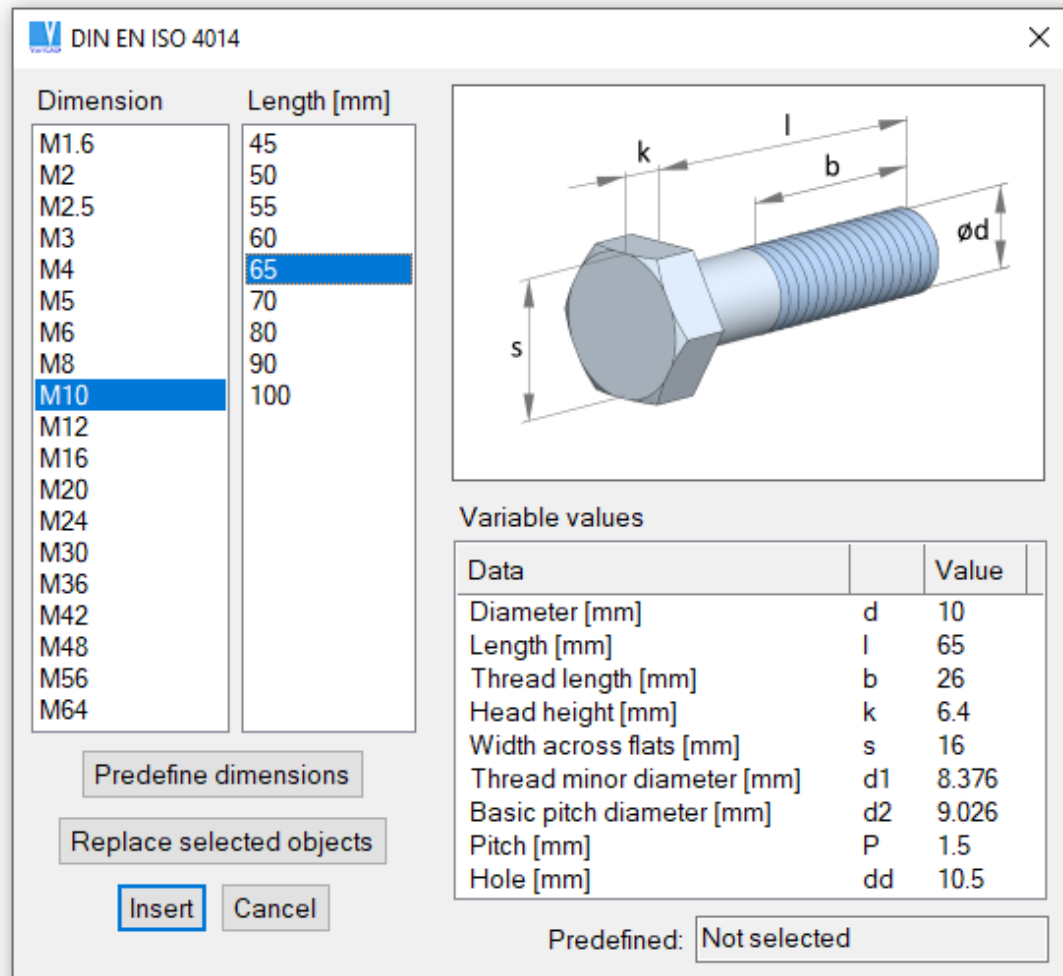 DIN EN ISO 4014
Dimension
M1.6
M2
M2.5
M3
M4
M5
M6
M8
M10
M12
M16
M20
M24
M30
M36
M42
M48
M56
M64
Length [mm]
45
50
55
60
65
70
80
90
100
k
l
b
ød
s
Variable values
Data Value
Diameter [mm] d 10
Length [mm] l 65
Thread length [mm] b 26
Head height [mm] k 6.4
Width across flats [mm] s 16
Thread minor diameter [mm] d1 8.376
Basic pitch diameter [mm] d2 9.026
Pitch [mm] P 1.5
Hole [mm] dd 10.5
Predefine dimensions
Replace selected objects
Insert Cancel
Predefined: Not selected